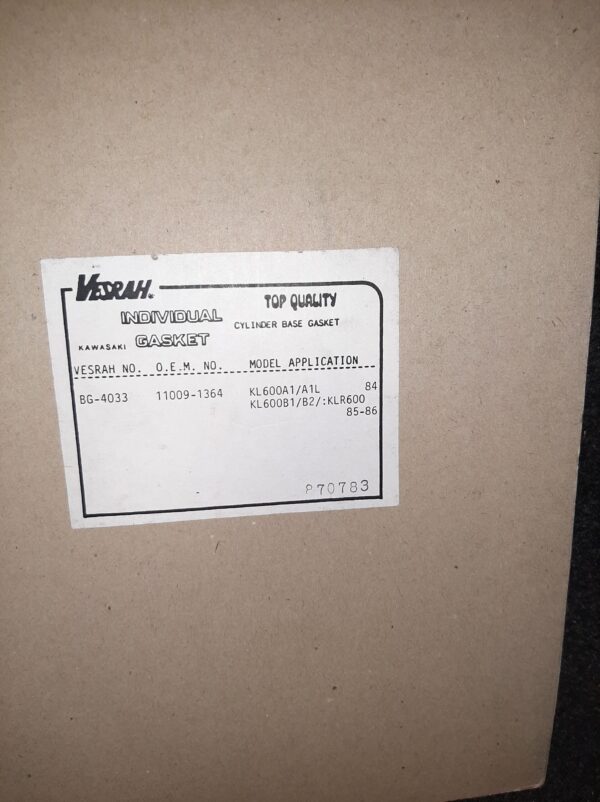 VESRAH.
TOP QUALITY
INDIVIDUAL
CYLINDER BASE GASKET
KAWASAKI GASKET
VESRAH NO. O.E.M. NO. MODEL APPLICATION
BG-4033 11009-1364 KL600A1/A1L 84
KL600B1/B2/:KLR600
85-86
870783